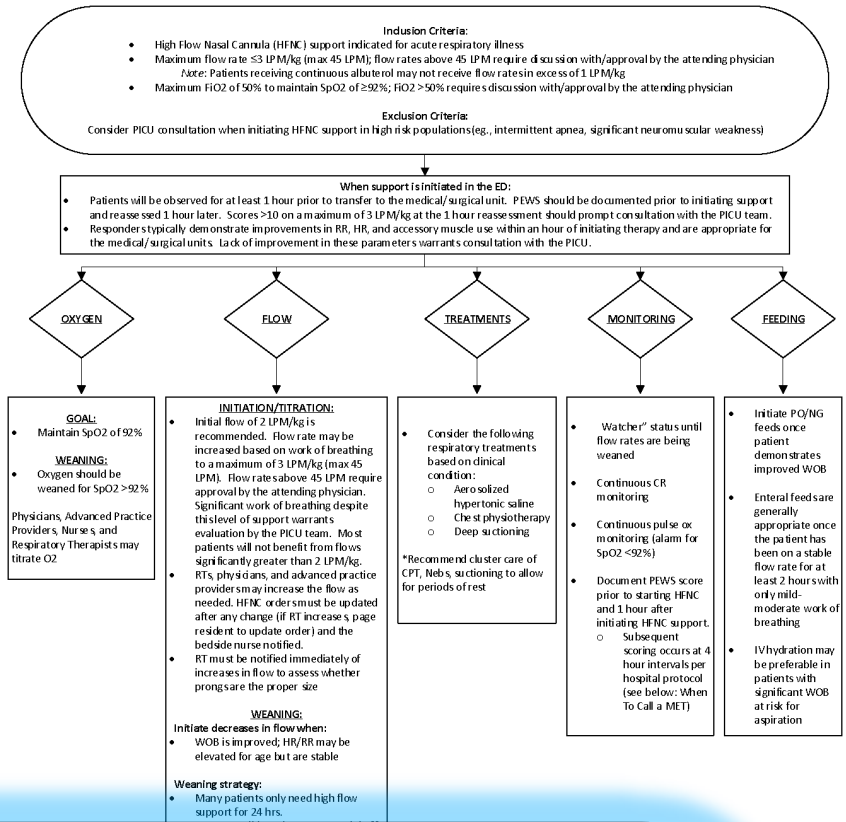 Inclusion Criteria:
• High Flow Nasal Cannula (HFNC) support indicated for acute respiratory illness
• Maximum flow rate ≤3 LPM/kg (max 45 LPM); flow rates above 45 LPM require discussion with/approval by the attending physician
Note: Patients receiving continuous albuterol may not receive flow rates in excess of 1 LPM/kg
• Maximum FiO2 of 50% to maintain SpO2 of ≥92%; FiO2 >50% requires discussion with/approval by the attending physician
Exclusion Criteria:
Consider PICU consultation when initiating HFNC support in high risk populations (eg., intermittent apnea, significant neuromuscular weakness)
When support is initiated in the ED:
• Patients will be observed for at least 1 hour prior to transfer to the medical/surgical unit. PEWS should be documented prior to initiating support
and reassessed 1 hour later. Scores >10 on a maximum of 3 LPM/kg at the 1 hour reassessment should prompt consultation with the PICU team.
• Responders typically demonstrate improvements in RR, HR, and accessory muscle use within an hour of initiating therapy and are appropriate for
the medical/surgical units. Lack of improvement in these parameters warrants consultation with the PICU.
OXYGEN
FLOW
TREATMENTS
MONITORING
FEEDING
GOAL:
• Maintain SpO2 of 92%
WEANING:
• Oxygen should be
weaned for SpO2 >92%
Physicians, Advanced Practice
Providers, Nurses, and
Respiratory Therapists may
titrate O2
INITIATION/TITRATION:
• Initial flow of 2 LPM/kg is
recommended. Flow rate may be
increased based on work of breathing
to a maximum of 3 LPM/kg (max 45
LPM). Flow rates above 45 LPM require
approval by the attending physician.
Significant work of breathing despite
this level of support warrants
evaluation by the PICU team. Most
patients will not benefit from flows
significantly greater than 2 LPM/kg.
• RTs, physicians, and advanced practice
providers may increase the flow as
needed. HFNC orders must be updated
after any change (if RT increases, page
resident to update order) and the
bedside nurse notified.
• RT must be notified immediately of
increases in flow to assess whether
prongs are the proper size
WEANING:
Initiate decreases in flow when:
• WOB is improved; HR/RR may be
elevated for age but are stable
Weaning strategy:
• Many patients only need high flow
support for 24 hrs.
• Consider the following
respiratory treatments
based on clinical
condition:
o Aerosolized
hypertonic saline
o Chest physiotherapy
o Deep suctioning
*Recommend cluster care of
CPT, Nebs, suctioning to allow
for periods of rest
• Watcher" status until
flow rates are being
weaned
• Continuous CR
monitoring
• Continuous pulse ox
monitoring (alarm for
SpO2 <92%)
• Document PEWS score
prior to starting HFNC
and 1 hour after
initiating HFNC support.
o Subsequent
scoring occurs at 4
hour intervals per
hospital protocol
(see below: When
To Call a MET)
• Initiate PO/NG
feeds once
patient
demonstrates
improved WOB
• Enteral feeds are
generally
appropriate once
the patient has
been on a stable
flow rate for at
least 2 hours with
only mild-
moderate work of
breathing
• IV hydration may
be preferable in
patients with
significant WOB
at risk for
aspiration